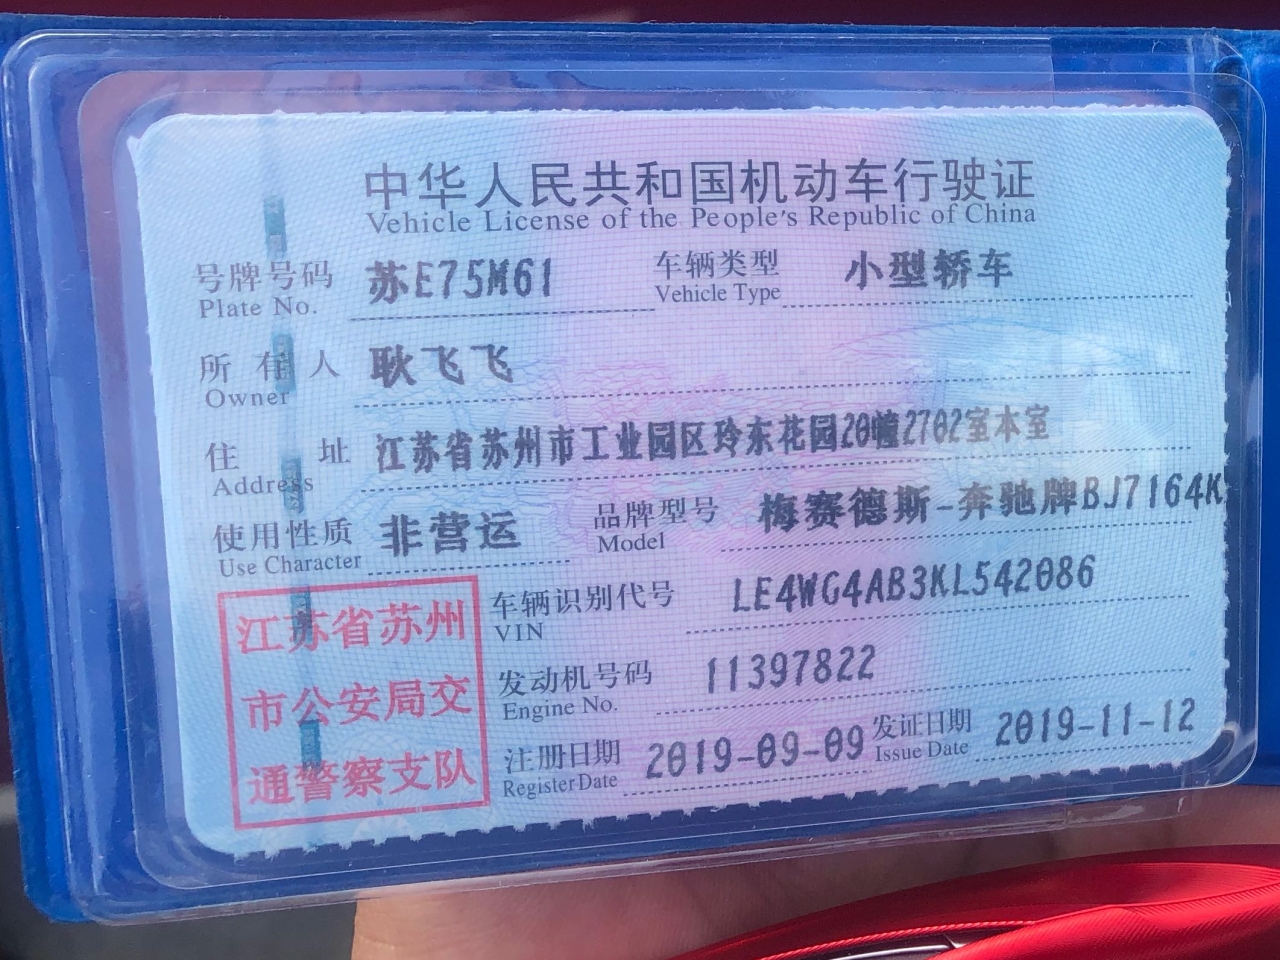 中华人民共和国机动车行驶证
Vehicle License of the People's Republic of China
号牌号码 苏E75M61 车辆类型 小型轿车
Plate No. Vehicle Type
所有人 耿飞飞
Owner
住址 江苏省苏州市工业园区玲东花园20幢2702室本室
Address
使用性质 非营运 品牌型号 梅赛德斯-奔驰牌BJ7164K
Use Character Model
江苏省苏州
市公安局交
通警察支队
车辆识别代号 LE4WG4AB3KL542086
VIN
发动机号码 11397822
Engine No.
注册日期 2019-09-09 发证日期 2019-11-12
Register Date Issue Date